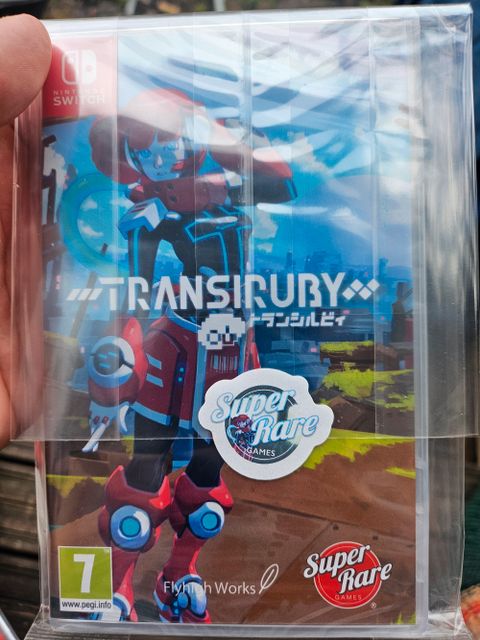 NINTENDO
SWITCH
TRANSIRUBY
トランシルビィ
Super
Rare
GAMES
7
www.pegi.info
Flyhigh Works
Super
Rare
GAMES
®